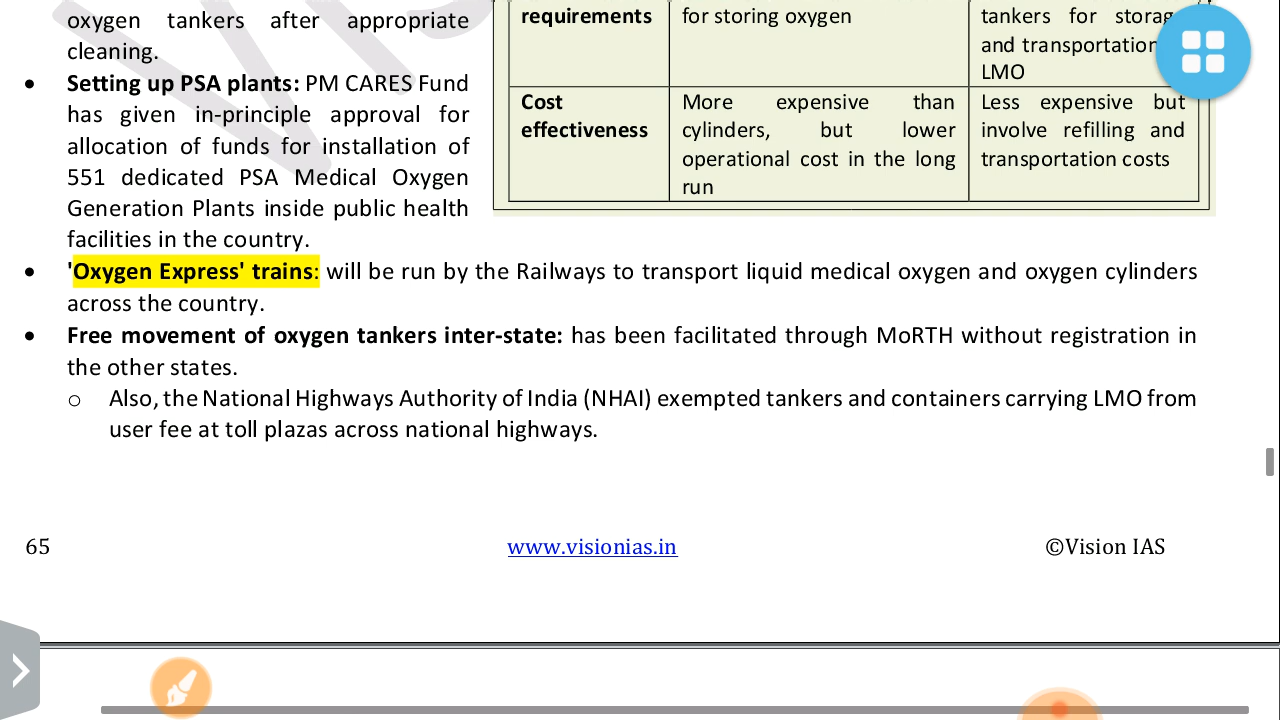 oxygen tankers after appropriate
cleaning.
• Setting up PSA plants: PM CARES Fund
has given in-principle approval for
allocation of funds for installation of
551 dedicated PSA Medical Oxygen
Generation Plants inside public health
facilities in the country.
requirements
for storing oxygen
tankers for storag
and transportation
LMO
Cost
effectiveness
More expensive than
cylinders, but lower
operational cost in the long
run
Less expensive but
involve refilling and
transportation costs
• 'Oxygen Express' trains: will be run by the Railways to transport liquid medical oxygen and oxygen cylinders
across the country.
• Free movement of oxygen tankers inter-state: has been facilitated through MoRTH without registration in
the other states.
o Also, the National Highways Authority of India (NHAI) exempted tankers and containers carrying LMO from
user fee at toll plazas across national highways.
65 www.visionias.in ©Vision IAS